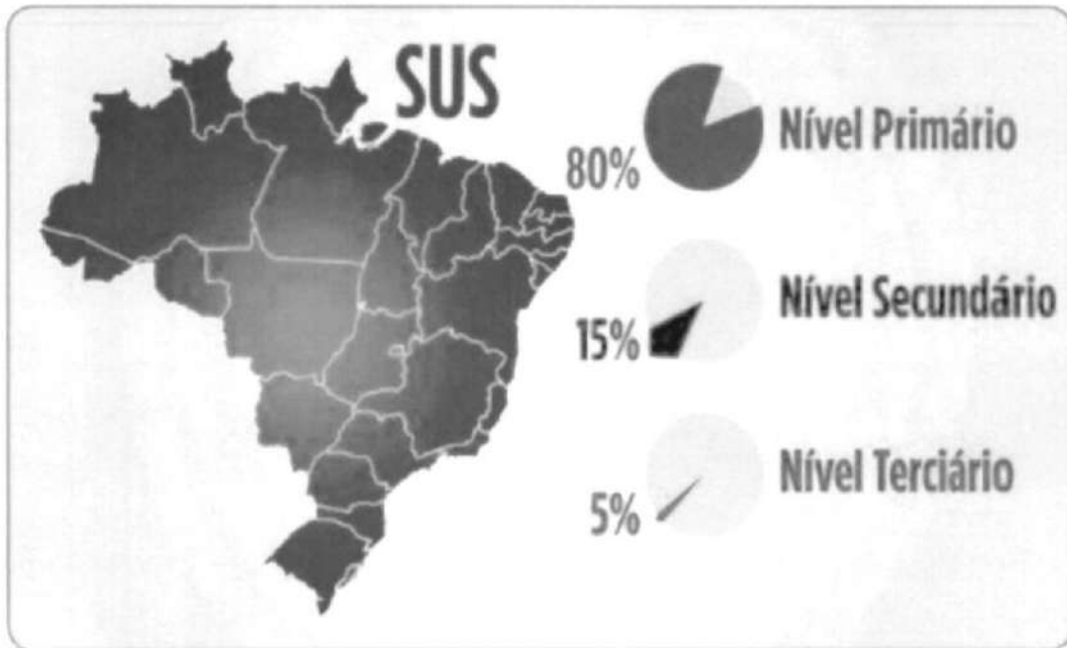 SUS
80%
Nível Primário
15%
Nível Secundário
5%
Nível Terciário